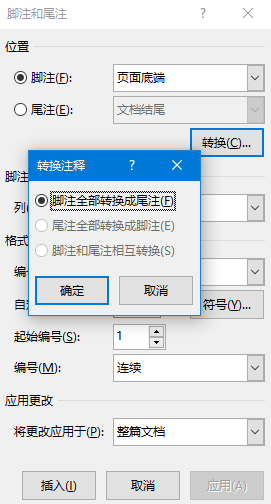 脚注和尾注 ? ×
位置
脚注(F): 页面底端
尾注(E): 文档结尾
转换(C)...
脚注
转换注释 ? ×
列(
脚注全部转换成尾注(F)
尾注全部转换成脚注(E)
格式
脚注和尾注相互转换(S)
编
确定 取消
自
符号(Y)...
起始编号(S): 1
编号(M): 连续
应用更改
将更改应用于(P): 整篇文档
插入(I) 取消 应用(A)